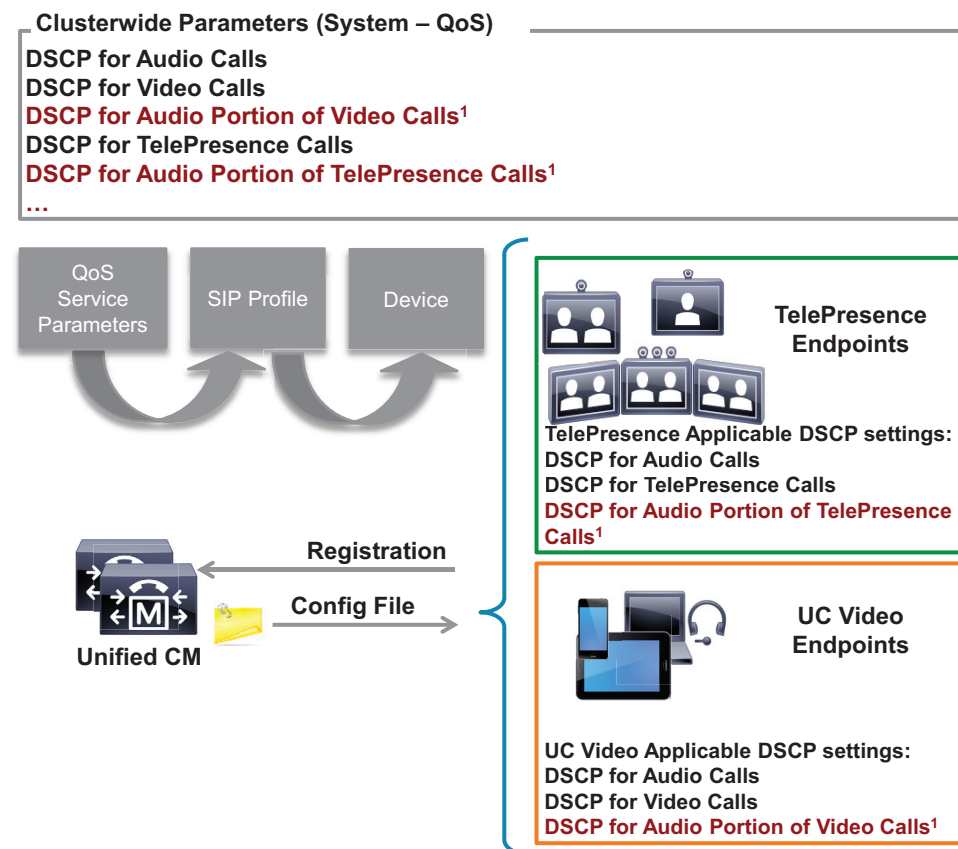 Clusterwide Parameters (System – QoS)
DSCP for Audio Calls
DSCP for Video Calls
DSCP for Audio Portion of Video Calls¹
DSCP for TelePresence Calls
DSCP for Audio Portion of TelePresence Calls¹
…
QoS
Service
Parameters
SIP Profile
Device
TelePresence
Endpoints
TelePresence Applicable DSCP settings:
DSCP for Audio Calls
DSCP for TelePresence Calls
DSCP for Audio Portion of TelePresence
Calls¹
Registration
Config File
M
Unified CM
UC Video
Endpoints
UC Video Applicable DSCP settings:
DSCP for Audio Calls
DSCP for Video Calls
DSCP for Audio Portion of Video Calls¹